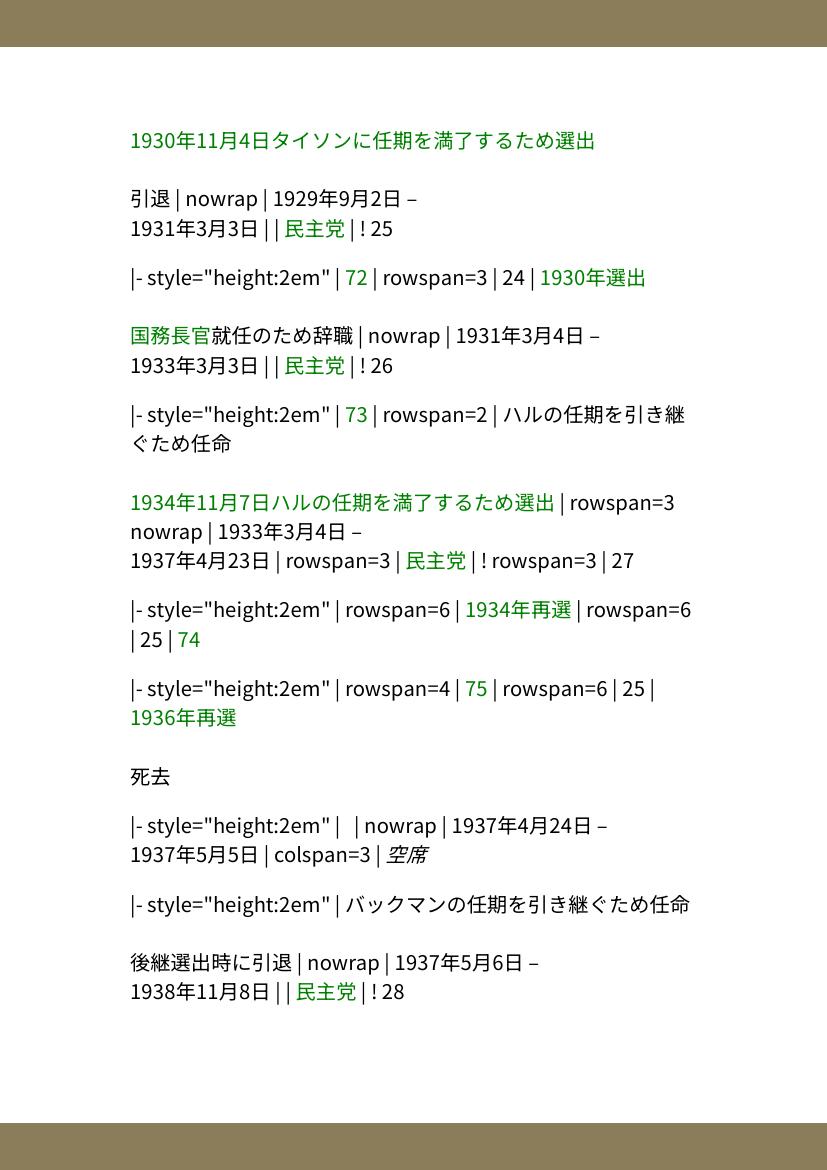 1930年11月4日タイソンに任期を満了するため選出
引退 | nowrap | 1929年9月2日 –
1931年3月3日 | | 民主党 | ! 25
|- style="height:2em" | 72 | rowspan=3 | 24 | 1930年選出
国務長官就任のため辞職 | nowrap | 1931年3月4日 –
1933年3月3日 | | 民主党 | ! 26
|- style="height:2em" | 73 | rowspan=2 | ハルの任期を引き継
ぐため任命
1934年11月7日ハルの任期を満了するため選出 | rowspan=3
nowrap | 1933年3月4日 –
1937年4月23日 | rowspan=3 | 民主党 | ! rowspan=3 | 27
|- style="height:2em" | rowspan=6 | 1934年再選 | rowspan=6
| 25 | 74
|- style="height:2em" | rowspan=4 | 75 | rowspan=6 | 25 |
1936年再選
死去
|- style="height:2em" |   | nowrap | 1937年4月24日 –
1937年5月5日 | colspan=3 | 空席
|- style="height:2em" | バックマンの任期を引き継ぐため任命
後継選出時に引退 | nowrap | 1937年5月6日 –
1938年11月8日 | | 民主党 | ! 28